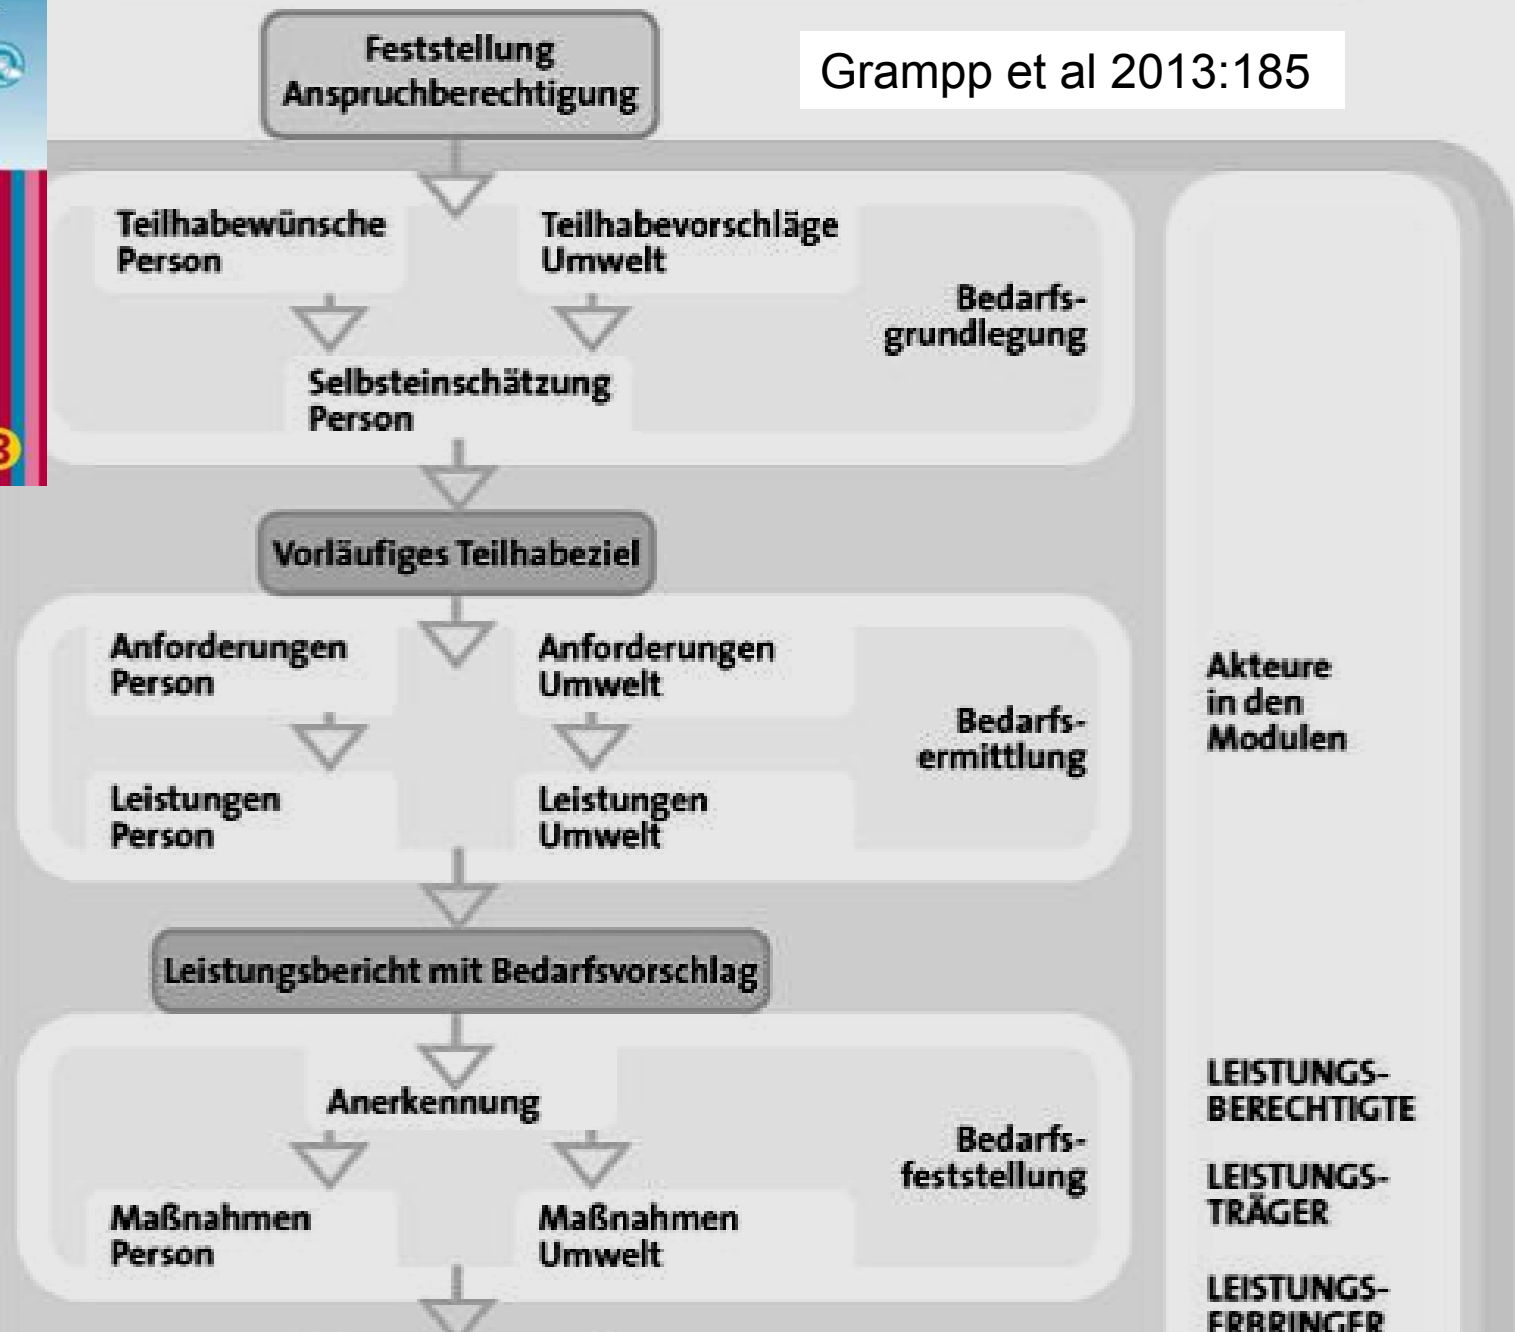 Feststellung
Anspruchberechtigung
Grampp et al 2013:185
Teilhabewünsche
Person
Teilhabevorschläge
Umwelt
Bedarfs-
grundlegung
Selbsteinschätzung
Person
Vorläufiges Teilhabeziel
Anforderungen
Person
Anforderungen
Umwelt
Bedarfs-
ermittlung
Leistungen
Person
Leistungen
Umwelt
Leistungsbericht mit Bedarfsvorschlag
Anerkennung
Bedarfs-
feststellung
Maßnahmen
Person
Maßnahmen
Umwelt
Akteure
in den
Modulen
LEISTUNGS-
BERECHTIGTE
LEISTUNGS-
TRÄGER
LEISTUNGS-
ERBRINGER